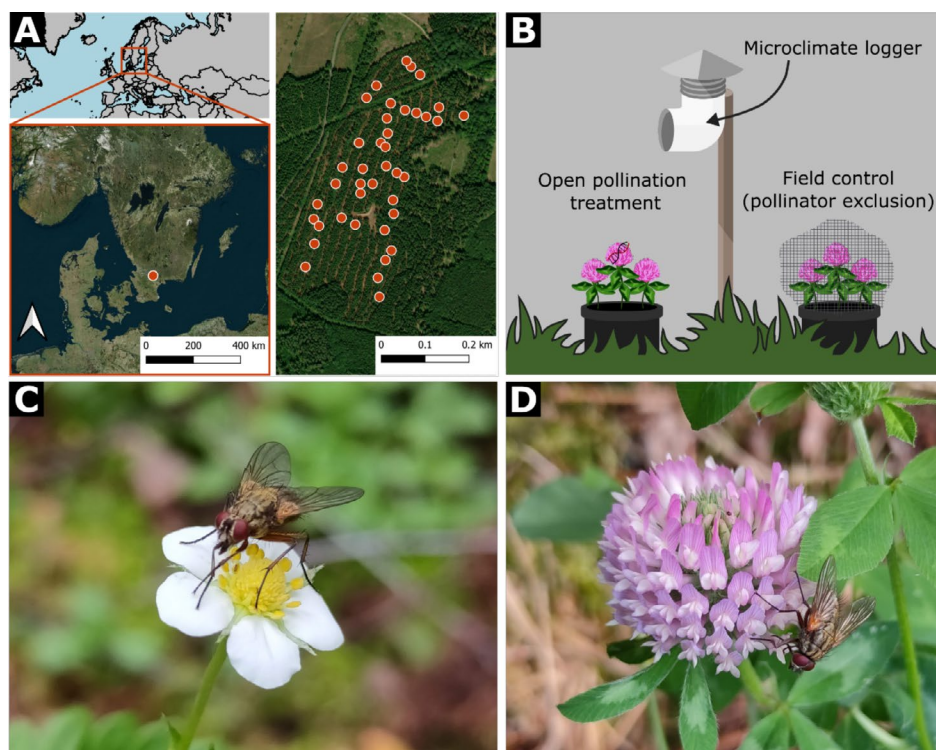 A
0 200 400 km
0 0.1 0.2 km
B
Microclimate logger
Open pollination
treatment
Field control
(pollinator exclusion)
C
D